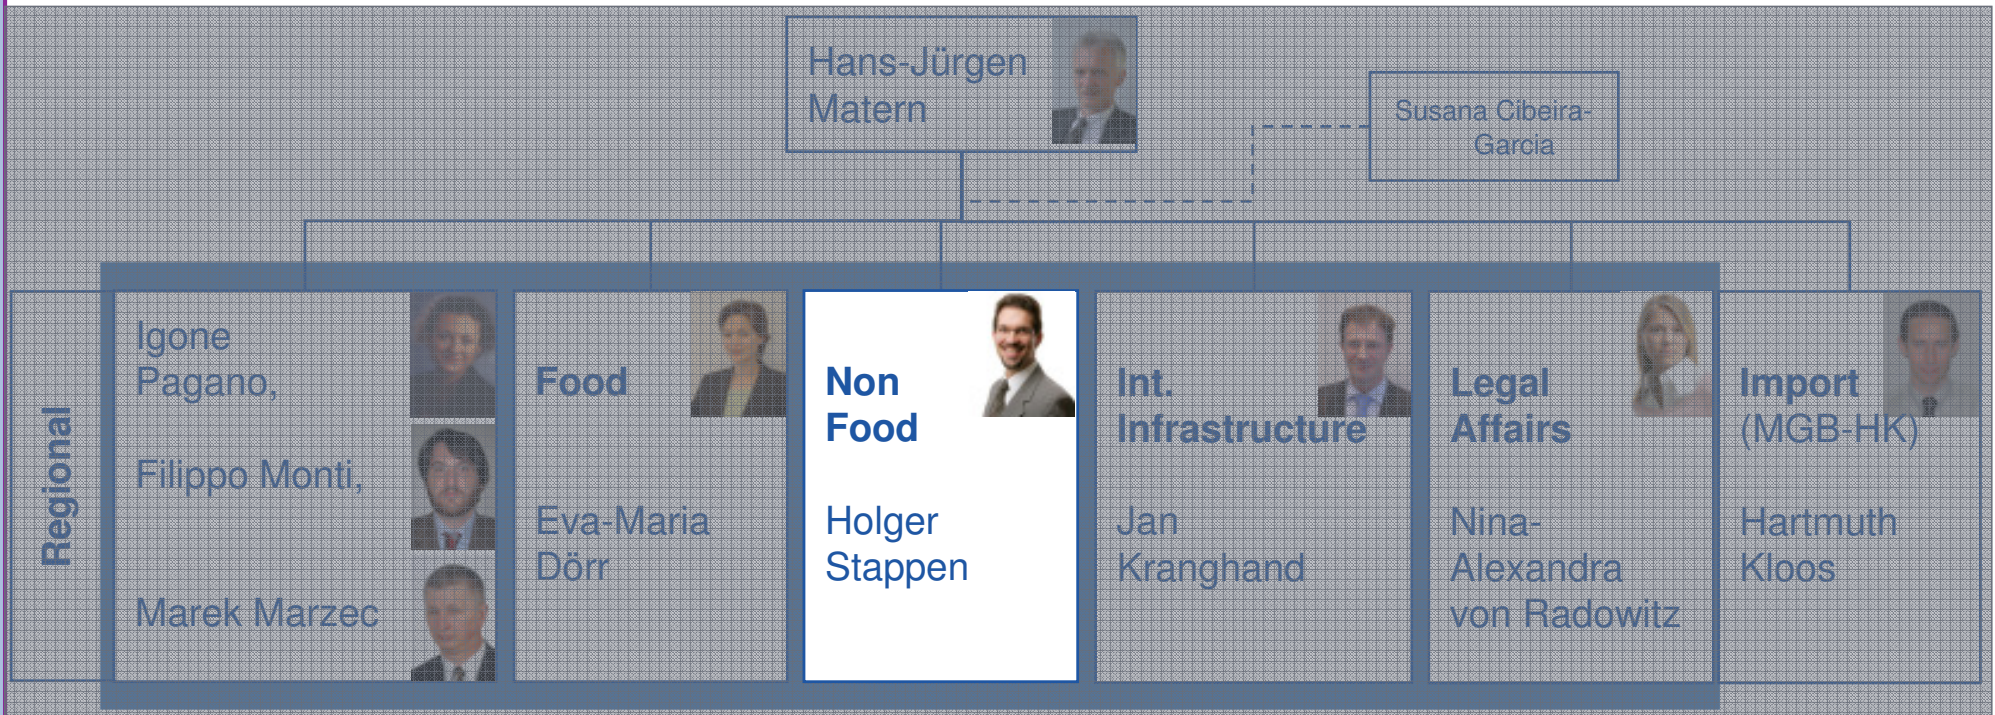 Hans-Jürgen
Matern
Susana Cibeira-
Garcia
Regional
Igone
Pagano,
Filippo Monti,
Marek Marzec
Food
Eva-Maria
Dörr
Non
Food
Holger
Stappen
Int.
Infrastructure
Jan
Kranghand
Legal
Affairs
Nina-
Alexandra
von Radowitz
Import
(MGB-HK)
Hartmuth
Kloos